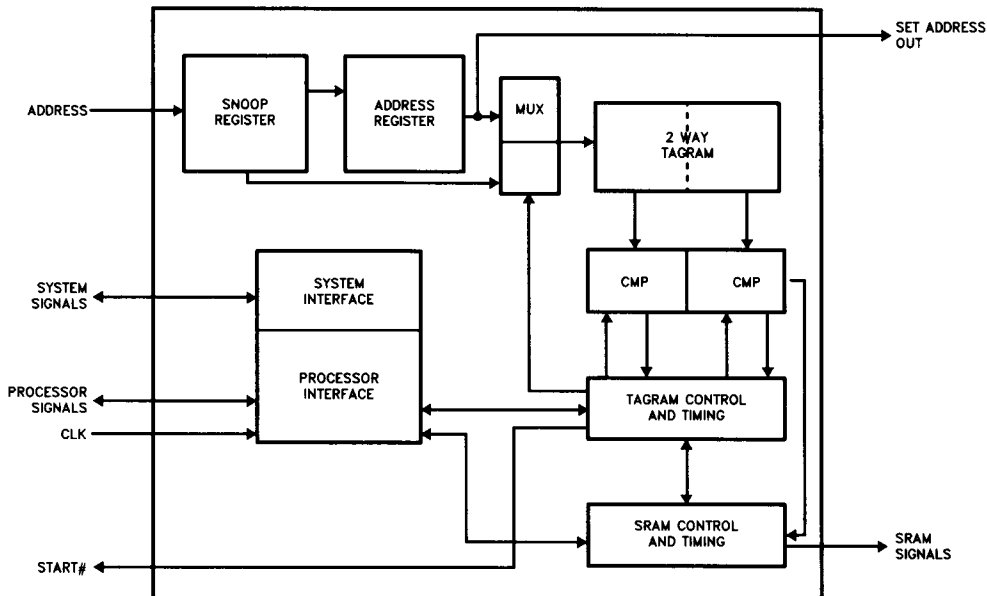 SET ADDRESS
OUT
ADDRESS
SNOOP
REGISTER
ADDRESS
REGISTER
MUX
2 WAY
TAGRAM
SYSTEM
SIGNALS
SYSTEM
INTERFACE
CMP
CMP
PROCESSOR
SIGNALS
PROCESSOR
INTERFACE
TAGRAM CONTROL
AND TIMING
CLK
SRAM CONTROL
AND TIMING
SRAM
SIGNALS
START#